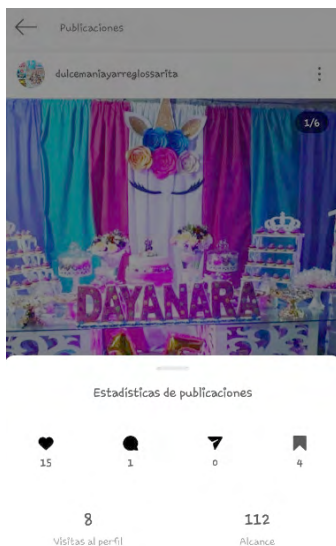 Publicaciones
dulcemaniayarreglossarita
1/6
DAYANARA
Estadísticas de publicaciones
15 1 0 4
8 112
Visitas al perfil Alcance